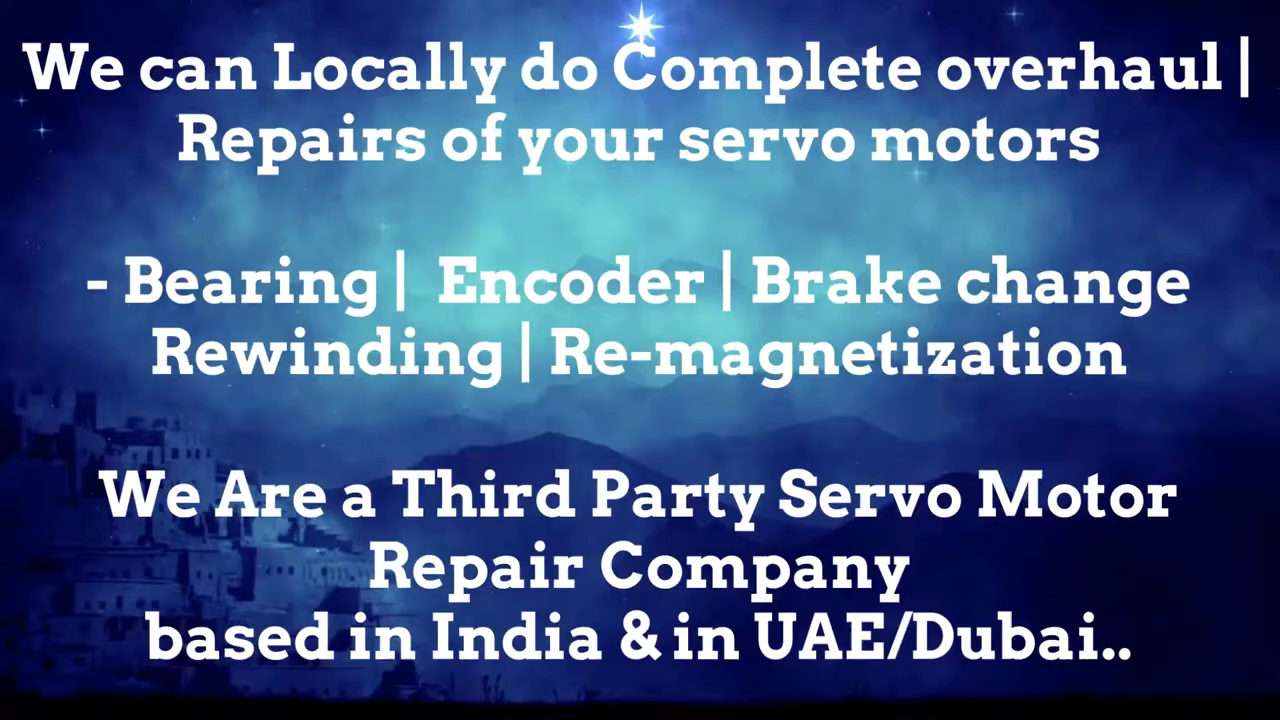 We can Locally do Complete overhaul |
Repairs of your servo motors
- Bearing | Encoder | Brake change
Rewinding | Re-magnetization
We Are a Third Party Servo Motor
Repair Company
based in India & in UAE/Dubai..